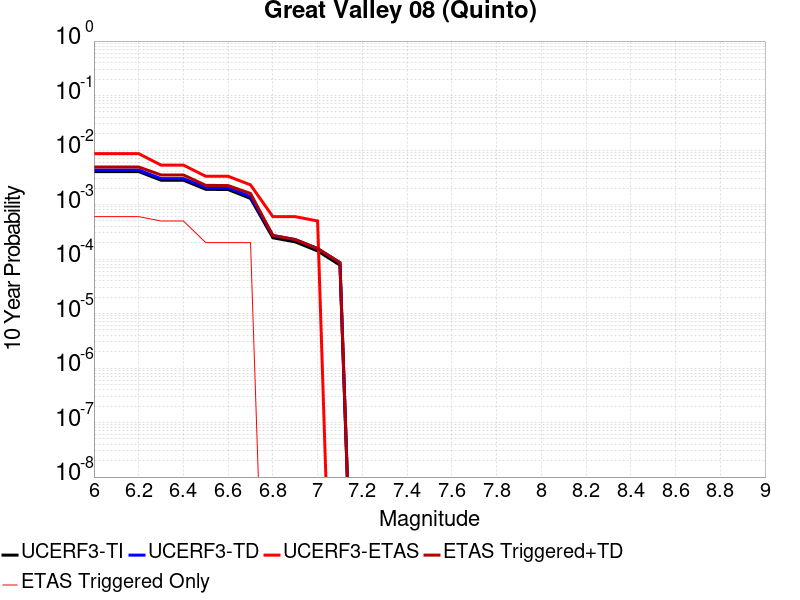 Great Valley 08 (Quinto)
10 Year Probability
10^0
10^-1
10^-2
10^-3
10^-4
10^-5
10^-6
10^-7
10^-8
6 6.2 6.4 6.6 6.8 7 7.2 7.4 7.6 7.8 8 8.2 8.4 8.6 8.8 9
Magnitude
UCERF3-TI UCERF3-TD UCERF3-ETAS ETAS Triggered+TD
ETAS Triggered Only